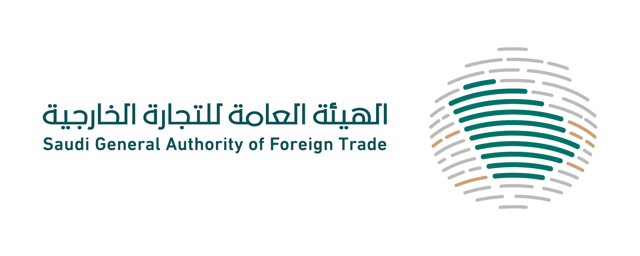 الهيئة العامة للتجارة الخارجية
Saudi General Authority of Foreign Trade